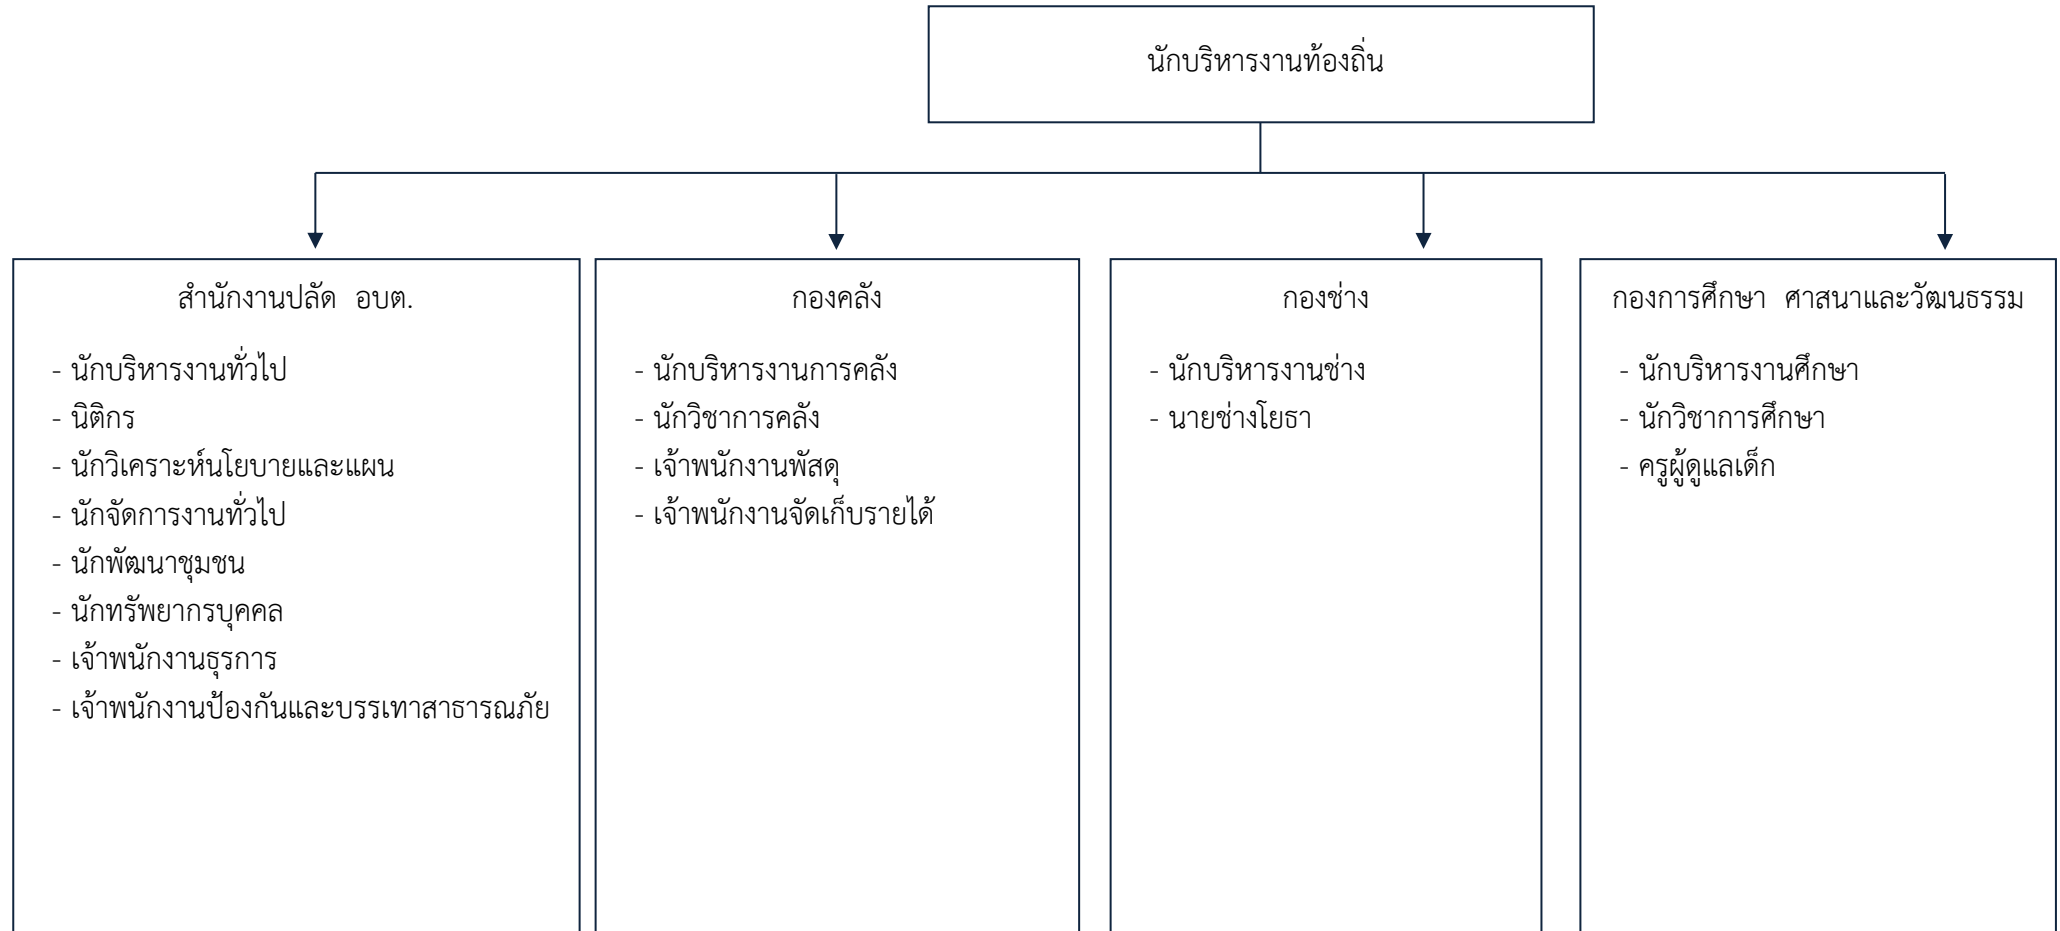 นักบริหารงานท้องถิ่น
สำนักงานปลัด อบต.
- นักบริหารงานทั่วไป
- นิติกร
- นักวิเคราะห์นโยบายและแผน
- นักจัดการงานทั่วไป
- นักพัฒนาชุมชน
- นักทรัพยากรบุคคล
- เจ้าพนักงานธุรการ
- เจ้าพนักงานป้องกันและบรรเทาสาธารณภัย
กองคลัง
- นักบริหารงานการคลัง
- นักวิชาการคลัง
- เจ้าพนักงานพัสดุ
- เจ้าพนักงานจัดเก็บรายได้
กองช่าง
- นักบริหารงานช่าง
- นายช่างโยธา
กองการศึกษา ศาสนาและวัฒนธรรม
- นักบริหารงานศึกษา
- นักวิชาการศึกษา
- ครูผู้ดูแลเด็ก